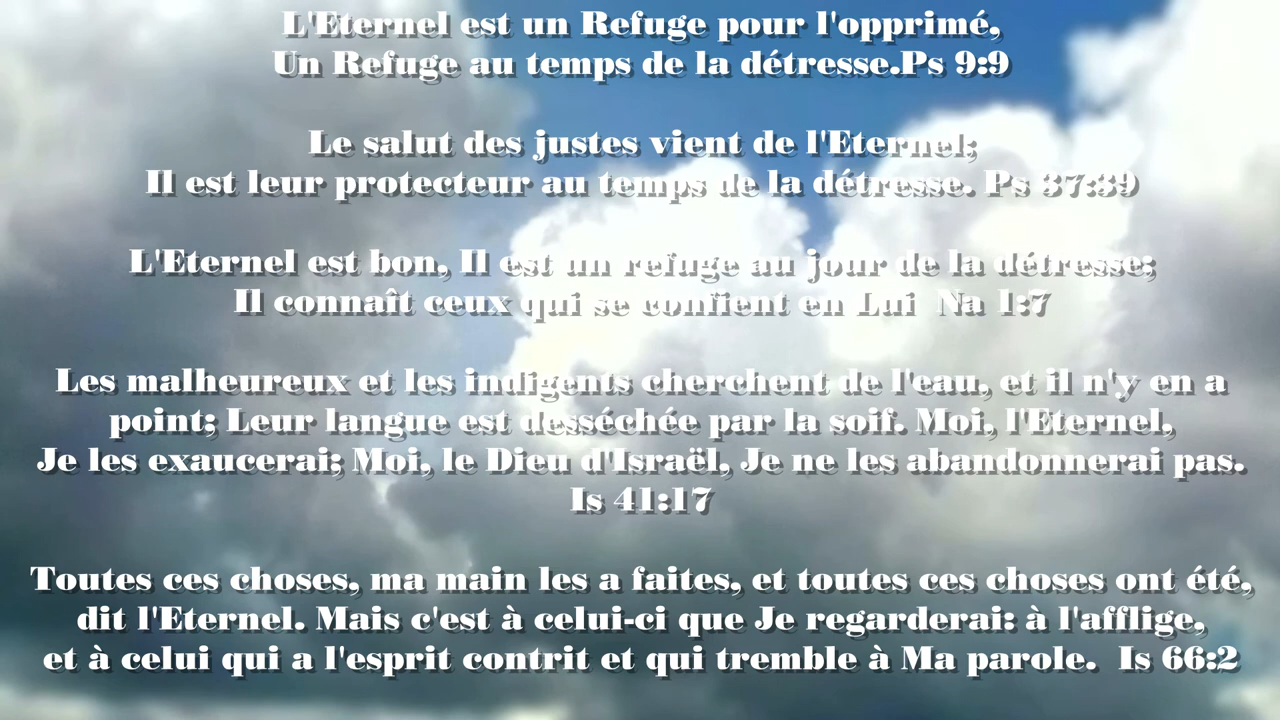 L'Eternel est un Refuge pour l'opprimé,
Un Refuge au temps de la détresse.Ps 9:9
Le salut des justes vient de l'Eternel;
Il est leur protecteur au temps de la détresse. Ps 37:39
L'Eternel est bon, Il est un refuge au jour de la détresse;
Il connaît ceux qui se confient en Lui  Na 1:7
Les malheureux et les indigents cherchent de l'eau, et il n'y en a
point; Leur langue est desséchée par la soif. Moi, l'Eternel,
Je les exaucerai; Moi, le Dieu d'Israël, Je ne les abandonnerai pas.
Is 41:17
Toutes ces choses, ma main les a faites, et toutes ces choses ont été,
dit l'Eternel. Mais c'est à celui-ci que Je regarderai: à l'afflige,
et à celui qui a l'esprit contrit et qui tremble à Ma parole.  Is 66:2